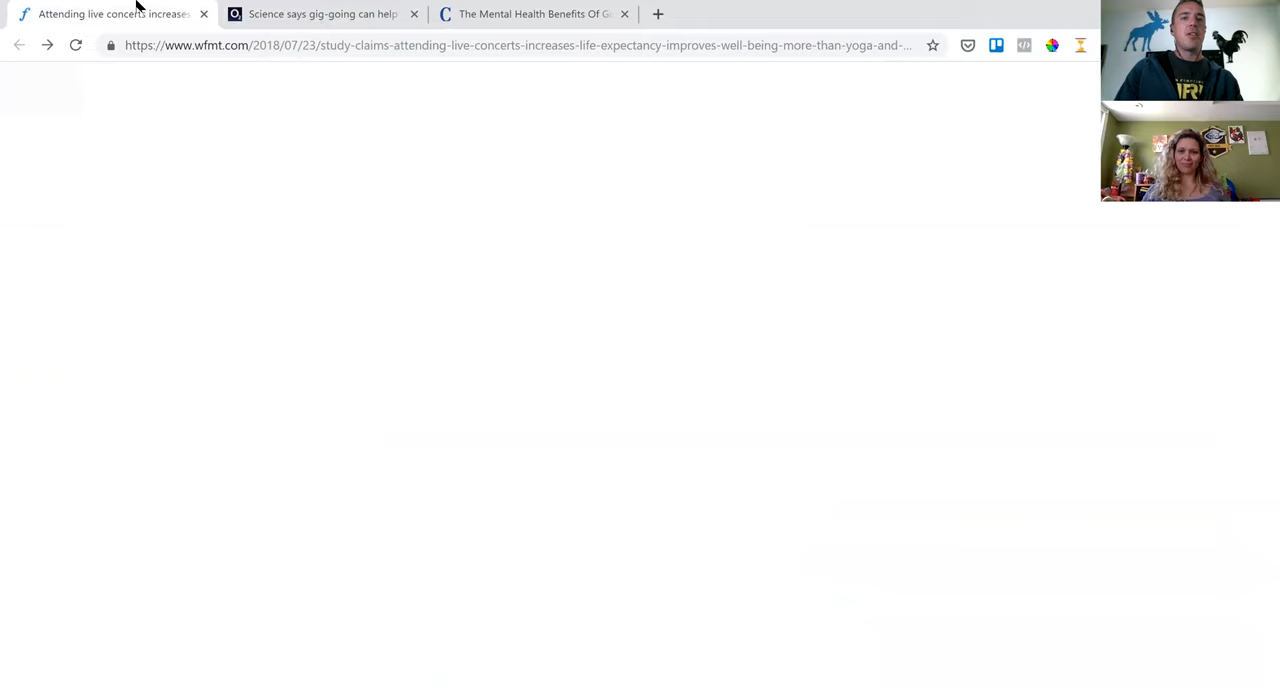 Attending live concerts increases
Science says gig-going can help
The Mental Health Benefits Of G
https://www.wfmt.com/2018/07/23/study-claims-attending-live-concerts-increases-life-expectancy-improves-well-being-more-than-yoga-and-...